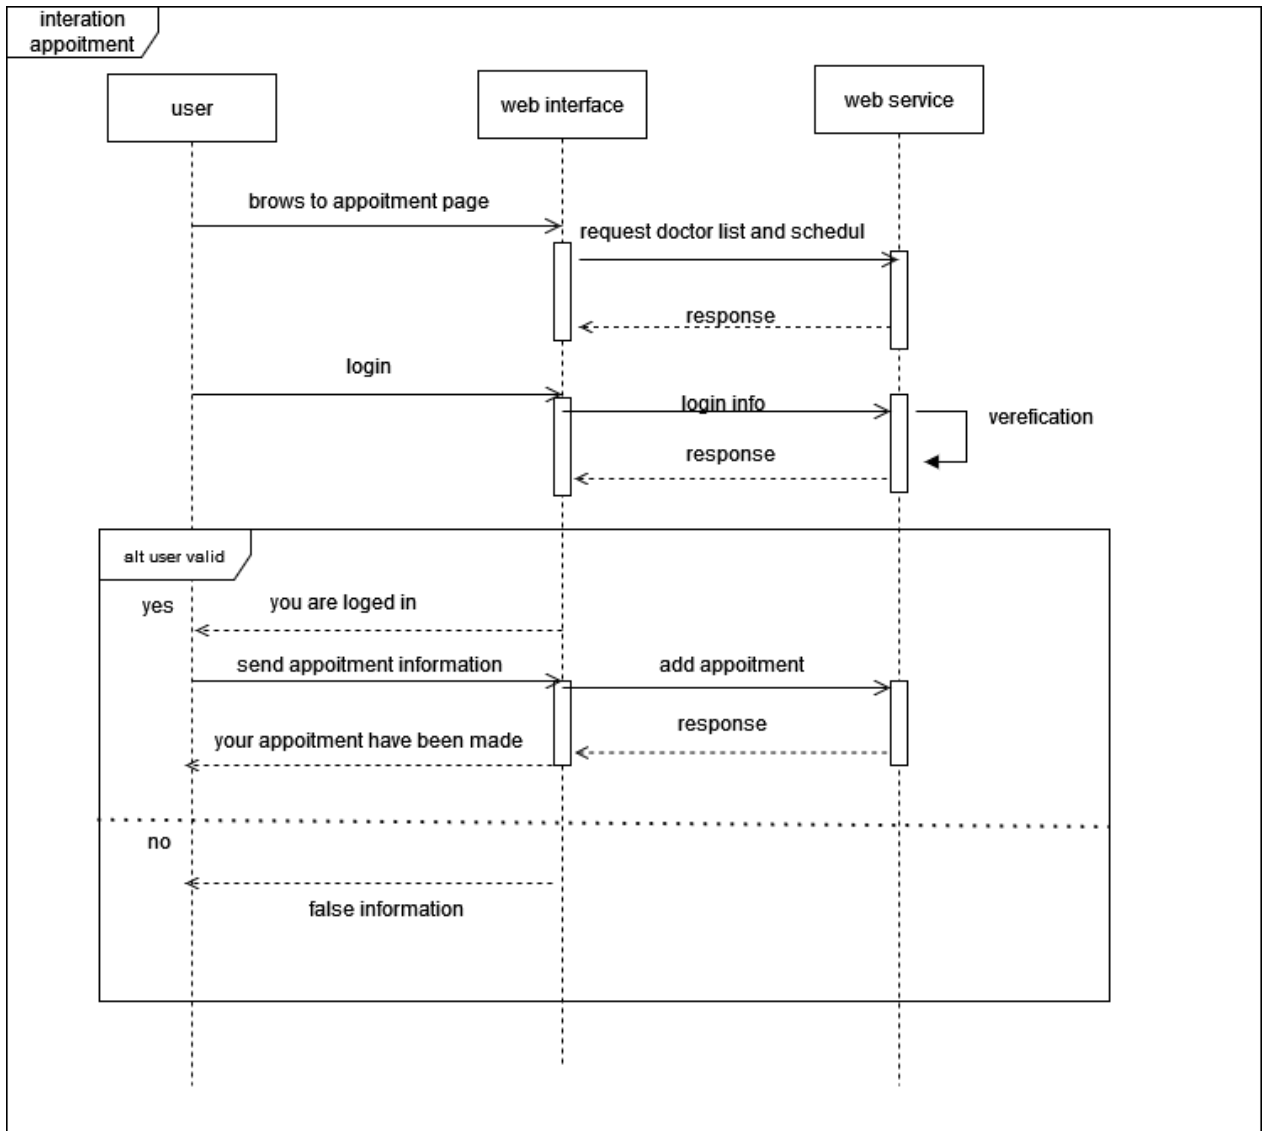 interation
appoitment
user
web interface
web service
brows to appoitment page
request doctor list and schedul
response
login
login info
verefication
response
alt user valid
yes
you are loged in
send appoitment information
add appoitment
response
your appoitment have been made
no
false information